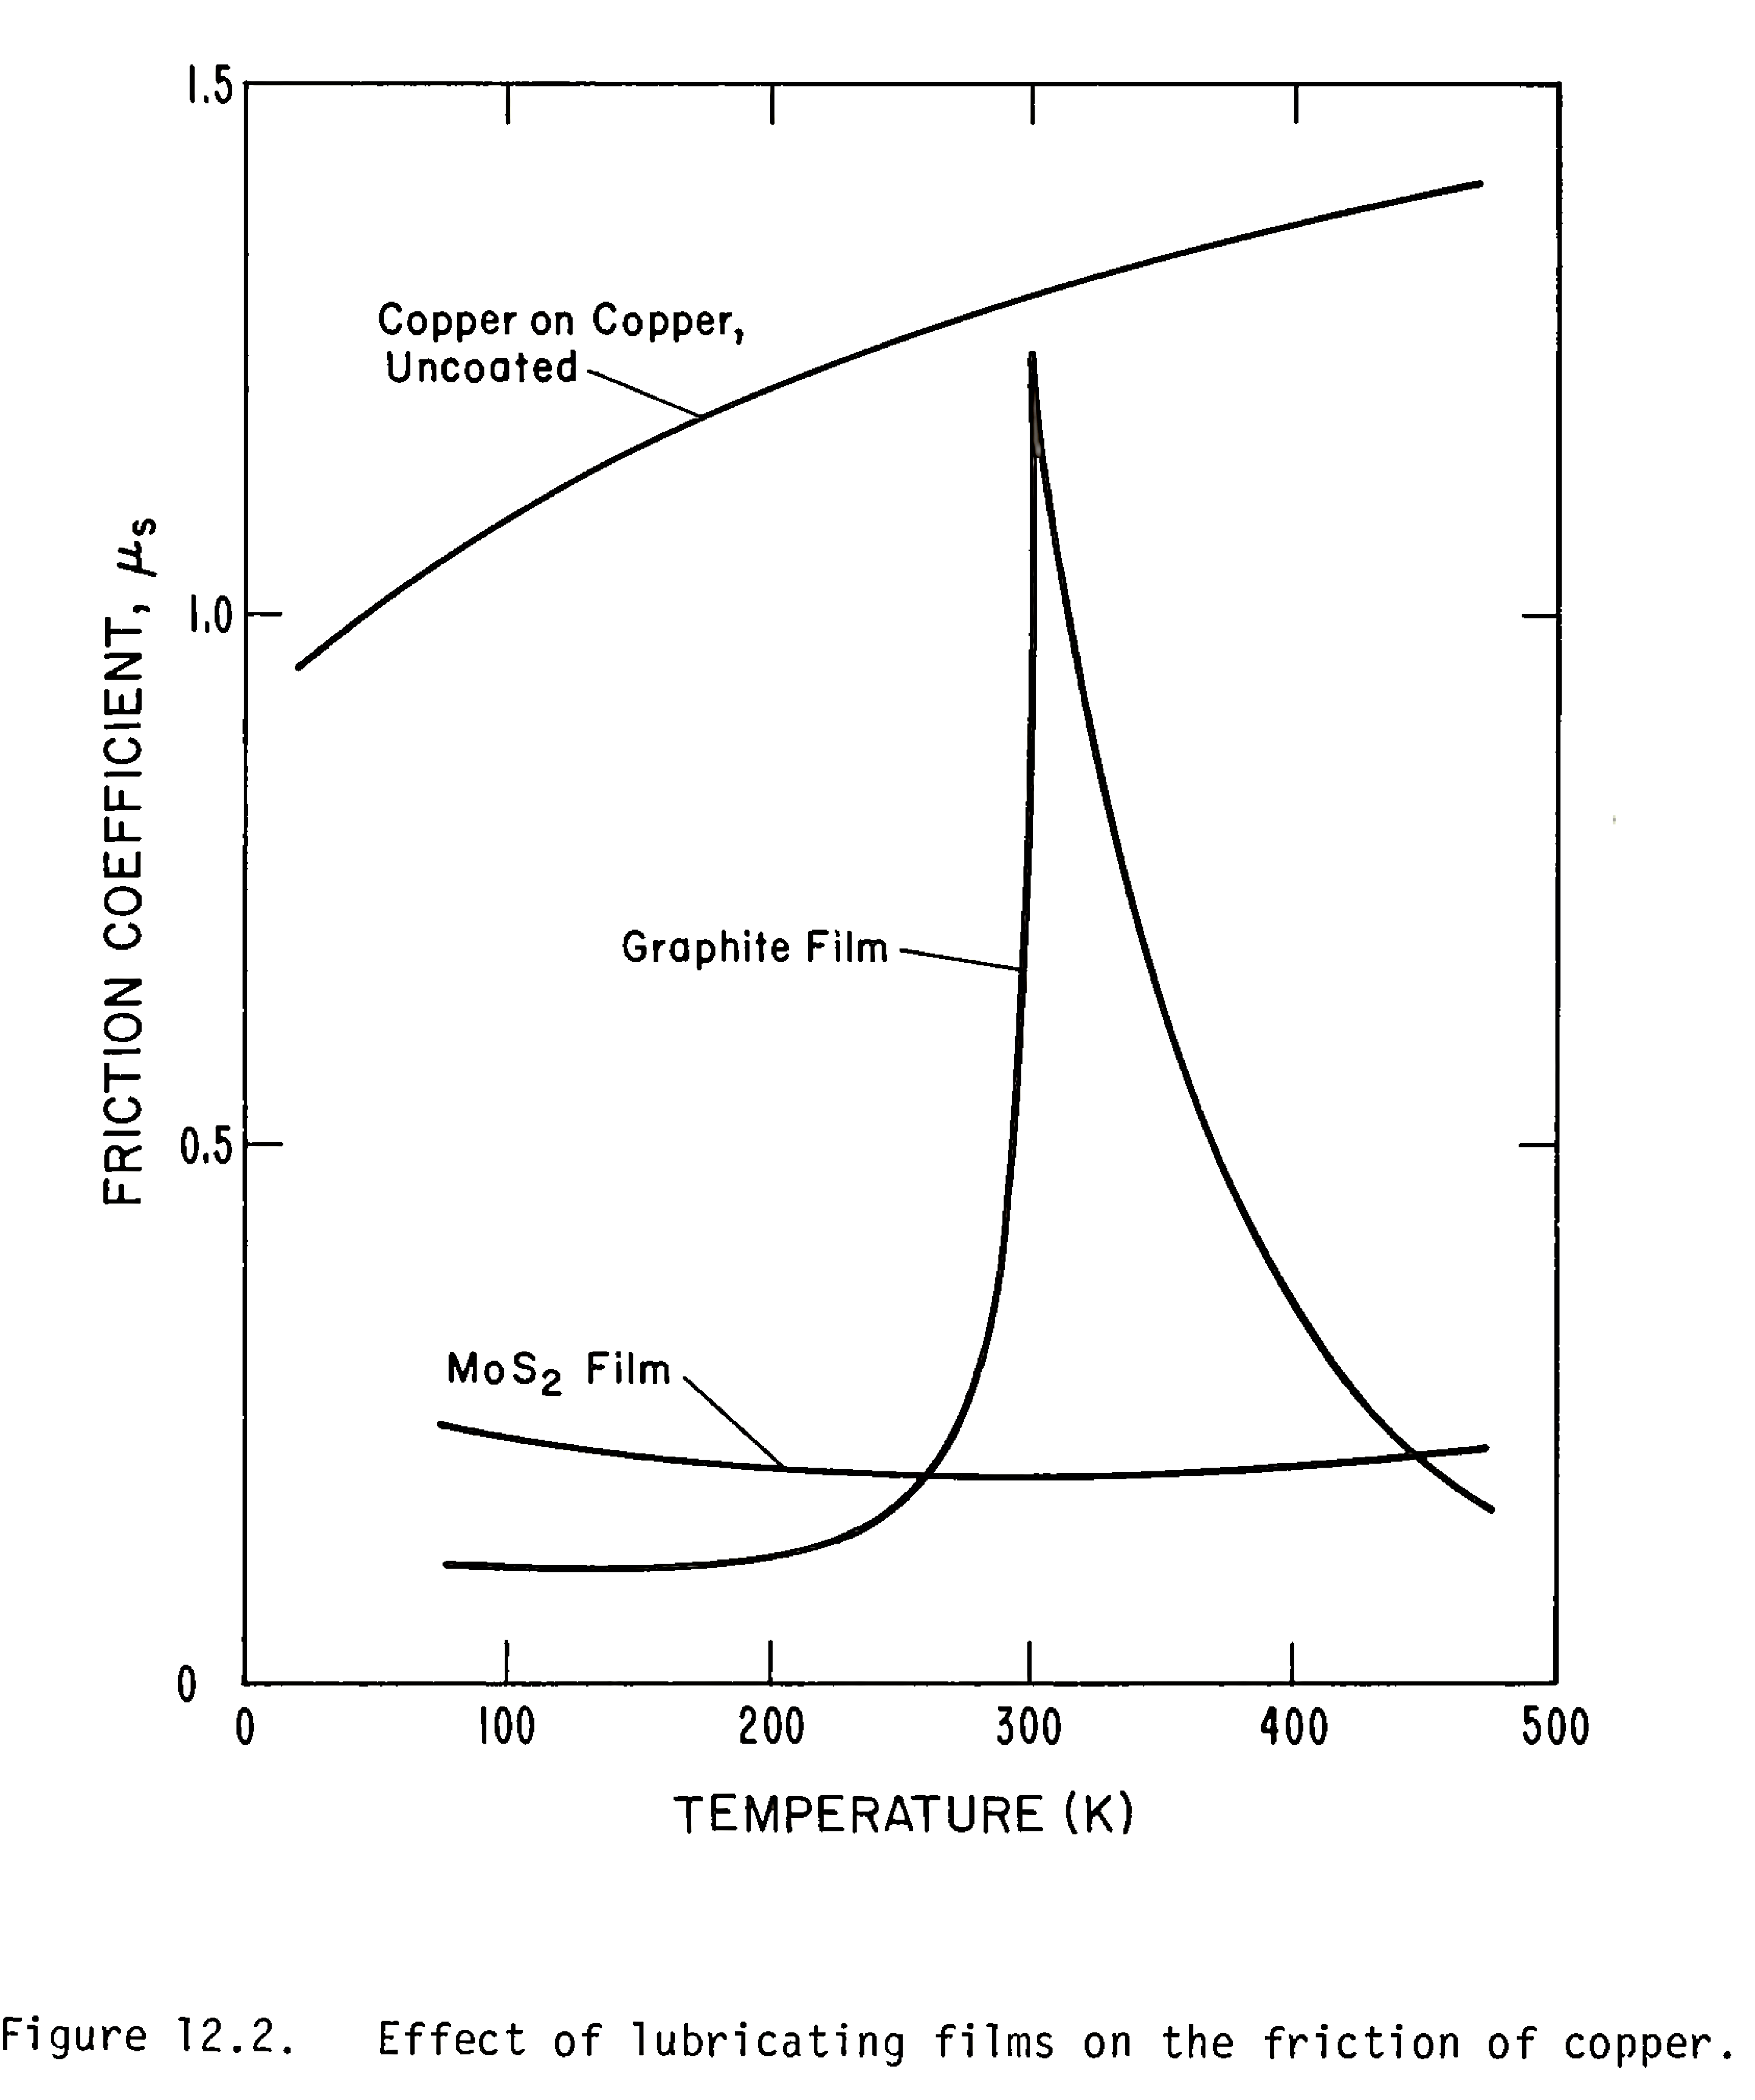 1.5
Copper on Copper,
Uncoated
1.0
FRICTION COEFFICIENT, μs
Graphite Film
0.5
MoS2 Film
0
0 100 200 300 400 500
TEMPERATURE (K)
Figure 12.2. Effect of lubricating films on the friction of copper.